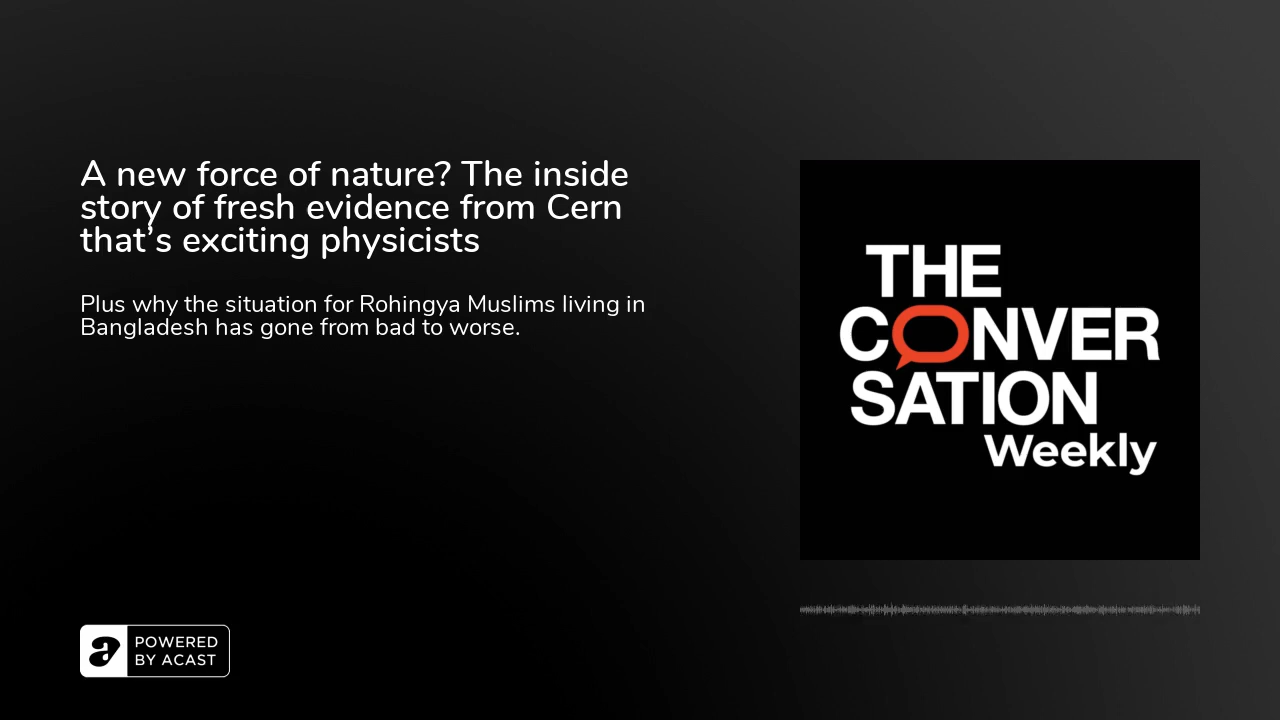 A new force of nature? The inside
story of fresh evidence from Cern
that’s exciting physicists
Plus why the situation for Rohingya Muslims living in
Bangladesh has gone from bad to worse.
THE
CONVER
SATION
Weekly
POWERED
BY ACAST